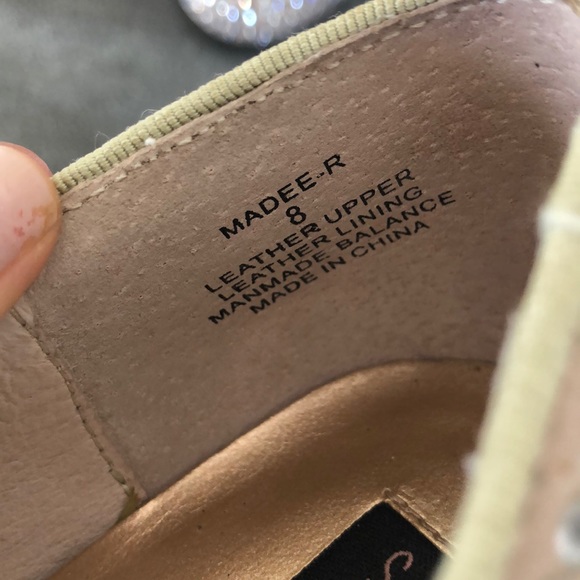 MADEE-R
8
LEATHER UPPER
LEATHER LINING
MANMADE BALANCE
MADE IN CHINA